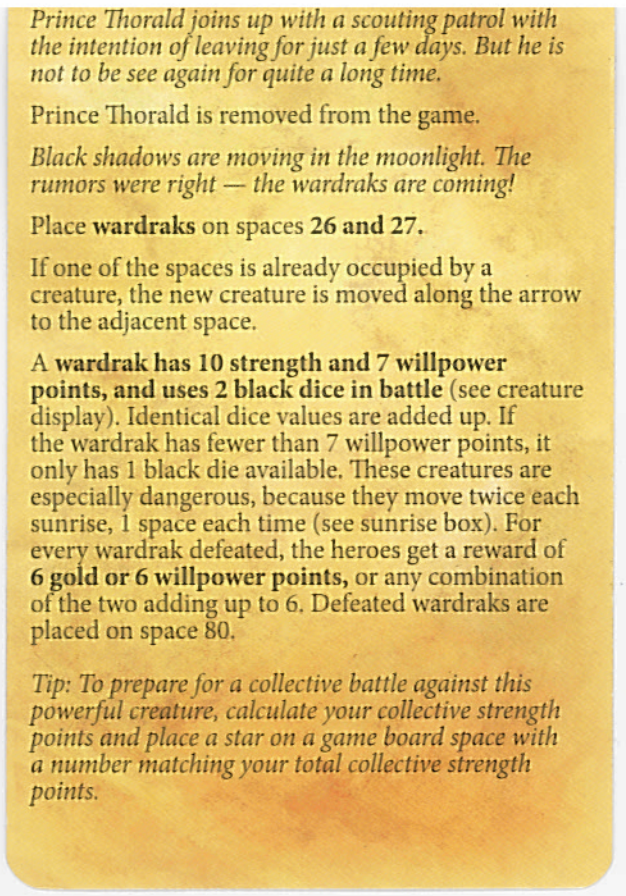 Prince Thorald joins up with a scouting patrol with
the intention of leaving for just a few days. But he is
not to be see again for quite a long time.
Prince Thorald is removed from the game.
Black shadows are moving in the moonlight. The
rumors were right — the wardraks are coming!
Place wardraks on spaces 26 and 27.
If one of the spaces is already occupied by a
creature, the new creature is moved along the arrow
to the adjacent space.
A wardrak has 10 strength and 7 willpower
points, and uses 2 black dice in battle (see creature
display). Identical dice values are added up. If
the wardrak has fewer than 7 willpower points, it
only has 1 black die available. These creatures are
especially dangerous, because they move twice each
sunrise, 1 space each time (see sunrise box). For
every wardrak defeated, the heroes get a reward of
6 gold or 6 willpower points, or any combination
of the two adding up to 6. Defeated wardraks are
placed on space 80.
Tip: To prepare for a collective battle against this
powerful creature, calculate your collective strength
points and place a star on a game board space with
a number matching your total collective strength
points.